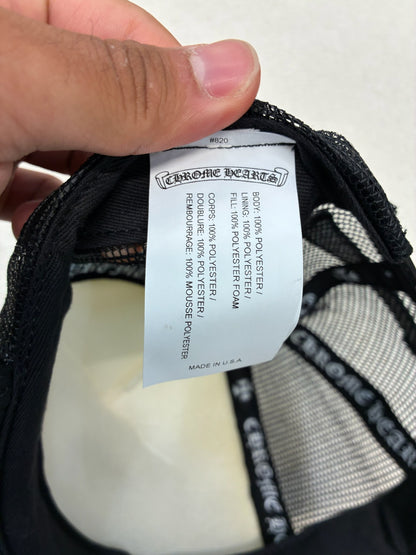 #820
CHROME HEARTS
BODY: 100% POLYESTER /
LINING: 100% POLYESTER /
FILL: 100% POLYESTER FOAM
CORPS: 100% POLYESTER /
DOUBLURE: 100% POLYESTER /
REMBOURRAGE: 100% MOUSSE POLYESTER
MADE IN U.S.A.
CHROME HEARTS
CHROME HEARTS